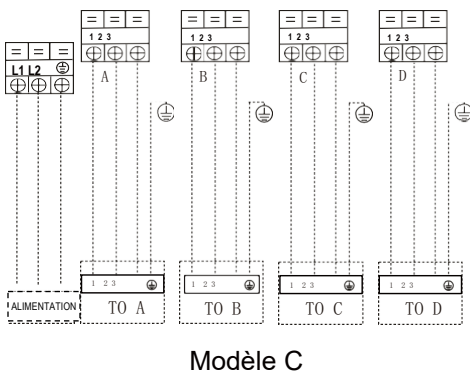 1 2 3
1 2 3
1 2 3
1 2 3
L1 L2
A
B
C
D
1 2 3
1 2 3
1 2 3
1 2 3
ALIMENTATION
TO A
TO B
TO C
TO D
Modèle C